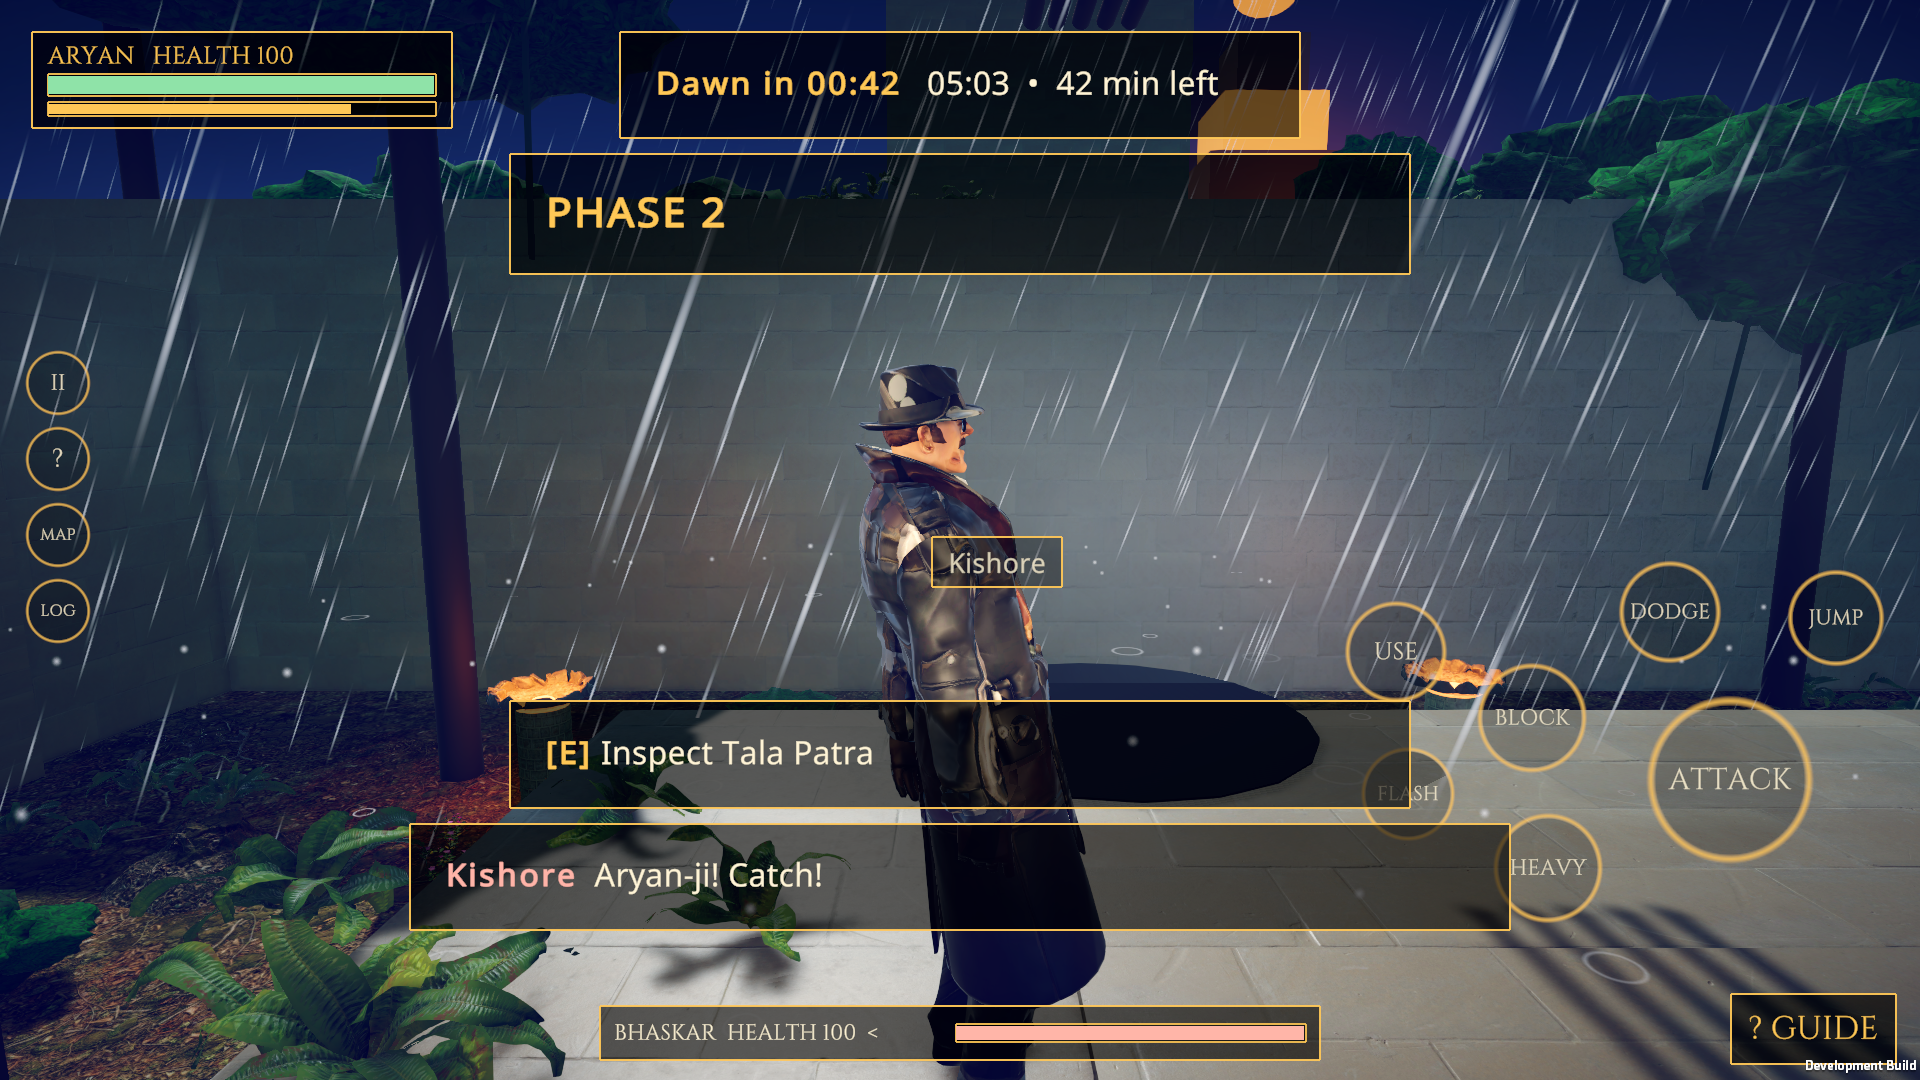 ARYAN HEALTH 100
Dawn in 00:42 05:03 • 42 min left
PHASE 2
II
?
MAP
LOG
Kishore
DODGE
JUMP
USE
BLOCK
ATTACK
FLASH
HEAVY
[E] Inspect Tala Patra
Kishore Aryan-ji! Catch!
BHASKAR HEALTH 100 <
? GUIDE
Development Build